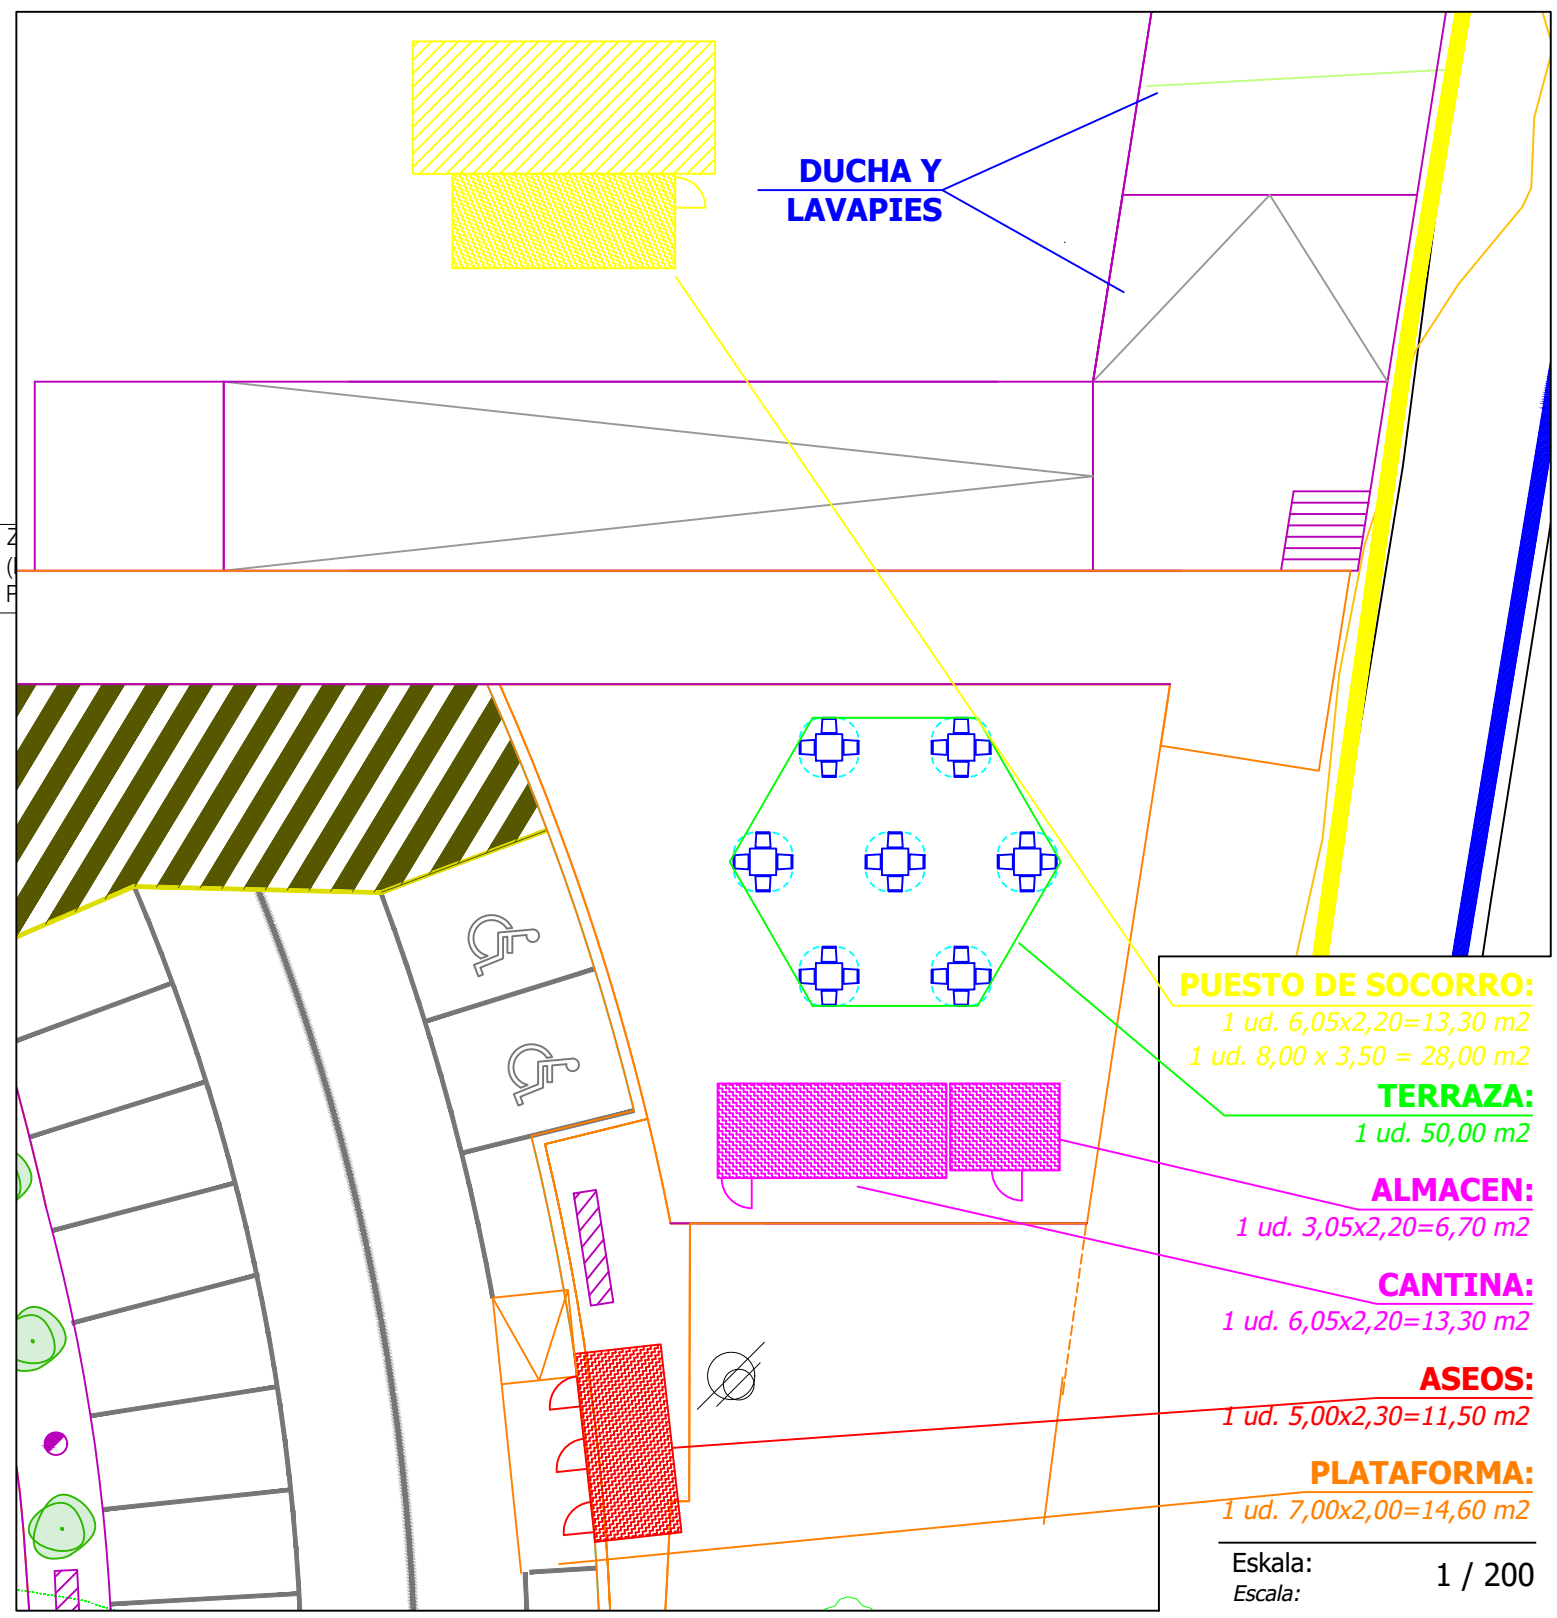 DUCHA Y
LAVAPIES
PUESTO DE SOCORRO:
1 ud. 6,05x2,20=13,30 m2
1 ud. 8,00 x 3,50 = 28,00 m2
TERRAZA:
1 ud. 50,00 m2
ALMACEN:
1 ud. 3,05x2,20=6,70 m2
CANTINA:
1 ud. 6,05x2,20=13,30 m2
ASEOS:
1 ud. 5,00x2,30=11,50 m2
PLATAFORMA:
1 ud. 7,00x2,00=14,60 m2
Eskala: 1 / 200
Escala: